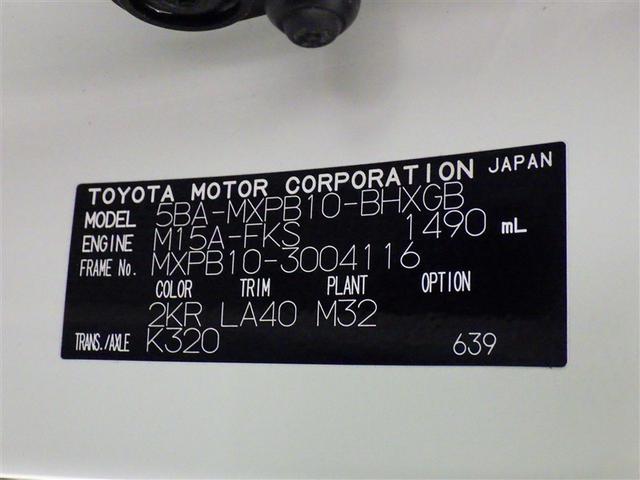 TOYOTA MOTOR CORPORATION JAPAN
MODEL 5BA-MXPB10-BHXGB
ENGINE M15A-FKS 1490 mL
FRAME No. MXPB10-3004116
COLOR TRIM PLANT OPTION
2KR LA40 M32
TRANS./AXLE K320 639